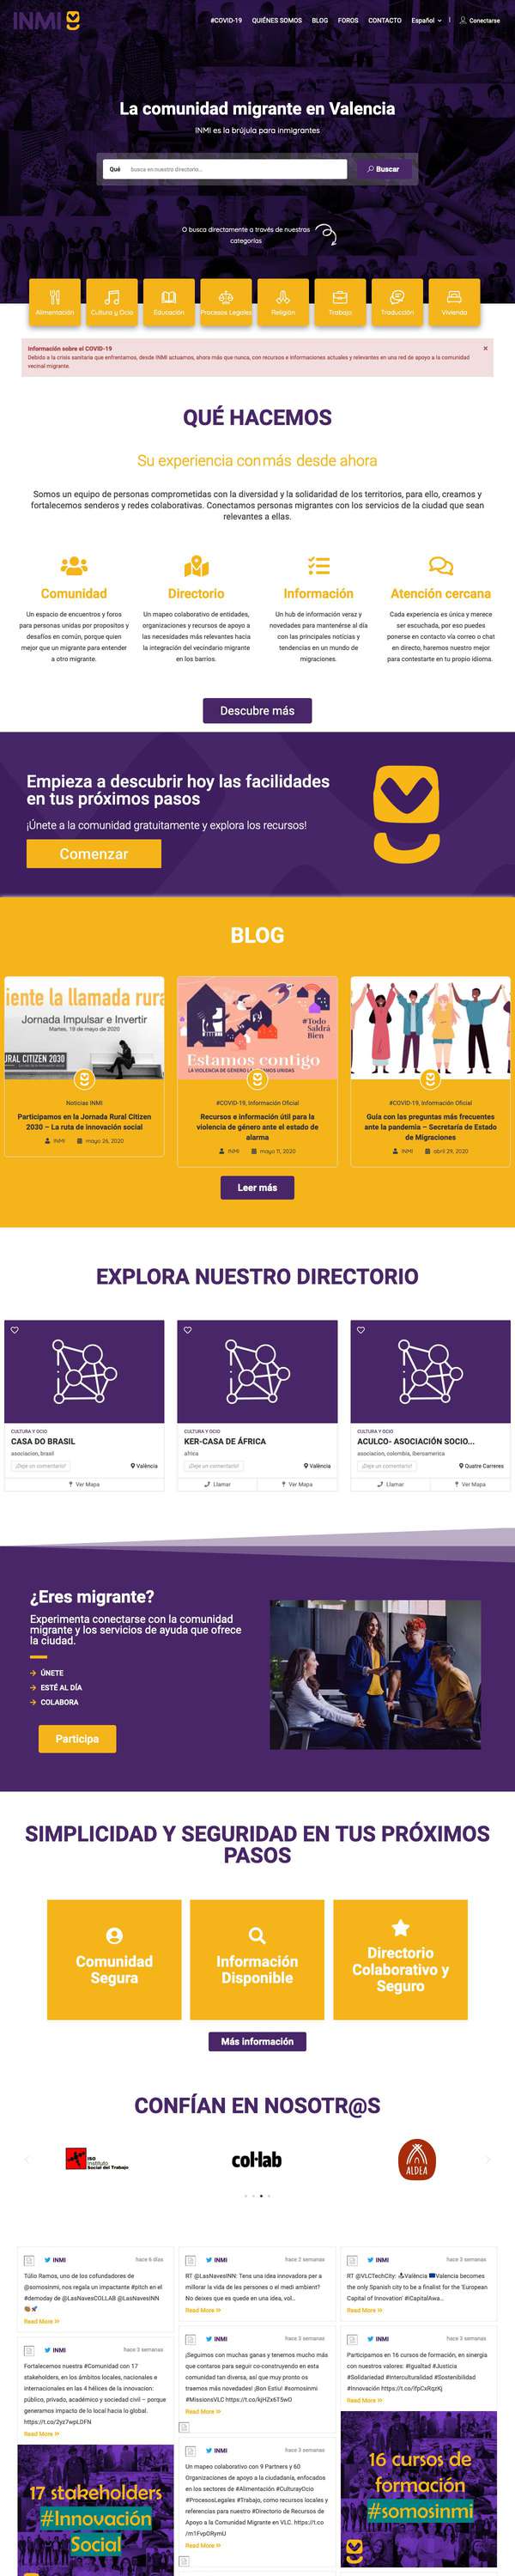 INMI
#COVID-19 QUIÉNES SOMOS BLOG FOROS CONTACTO Español Conectarse
La comunidad migrante en Valencia
INMI es la brújula para inmigrantes
Qué Busca en nuestro directorio... Buscar
O busca directamente a través de nuestras
categorías
Alimentación Cultura y Ocio Educación Procesos Legales Religión Trabajo Traducción Vivienda
Información sobre el COVID-19
Debido a la crisis sanitaria que enfrentamos, desde INMI actuamos, ahora más que nunca, con recursos e informaciones actuales y relevantes en una red de apoyo a la comunidad
vecinal migrante.
QUÉ HACEMOS
Su experiencia con más desde ahora
Somos un equipo de personas comprometidas con la diversidad y la solidaridad de los territorios, para ello, creamos y
fortalecemos senderos y redes colaborativas. Conectamos personas migrantes con los servicios de la ciudad que sean
relevantes a ellas.
Comunidad
Un espacio de encuentros y foros
para personas unidas por propositos y
desafíos en común, porque quien
mejor que un migrante para entender
a otro migrante.
Directorio
Un mapeo colaborativo de entidades,
organizaciones y recursos de apoyo a
las necesidades más relevantes hacia
la integración del vecindario migrante
en los barrios.
Información
Un hub de información veraz y
novedades para mantenérse al día
con las principales noticias y
tendencias en un mundo de
migraciones.
Atención cercana
Cada experiencia es única y merece
ser escuchada, por eso puedes
ponerse en contacto vía correo o chat
en directo, haremos nuestro mejor
para contestarte en tu propio idioma.
Descubre más
Empieza a descubrir hoy las facilidades
en tus próximos pasos
¡Únete a la comunidad gratuitamente y explora los recursos!
Comenzar
BLOG
iente la llamada rura
Jornada Impulsar e Invertir
Martes, 19 de mayo de 2020
URAL CITIZEN 2030
Noticias INMI
Participamos en la Jornada Rural Citizen
2030 – La ruta de innovación social
INMI mayo 26, 2020
#Todo
Saldrá
Bien
Estamos contigo
LA VIOLENCIA DE GÉNERO
#COVID-19, Información Oficial
Recursos e información útil para la
violencia de género ante el estado de
alarma
INMI mayo 11, 2020
#COVID-19, Información Oficial
Guía con las preguntas más frecuentes
ante la pandemia – Secretaría de Estado
de Migraciones
INMI abril 29, 2020
Leer más
EXPLORA NUESTRO DIRECTORIO
CULTURA Y OCIO
CASA DO BRASIL
asociacion, brasil
¡Deje un comentario! València
Ver Mapa
CULTURA Y OCIO
KER-CASA DE ÁFRICA
africa
¡Deje un comentario! València
Llamar Ver Mapa
CULTURA Y OCIO
ACULCO- ASOCIACIÓN SOCIO...
asociacion, colombia, iberoamerica
¡Deje un comentario! Quatre Carreres
Llamar Ver Mapa
¿Eres migrante?
Experimenta conectarse con la comunidad
migrante y los servicios de ayuda que ofrece
la ciudad.
ÚNETE
ESTÉ AL DÍA
COLABORA
Participa
SIMPLICIDAD Y SEGURIDAD EN TUS PRÓXIMOS
PASOS
Comunidad
Segura
Información
Disponible
Directorio
Colaborativo y
Seguro
Más información
CONFÍAN EN NOSOTR@S
ISO
Instituto
Social del Trabajo
col·lab
ALDEA
INMI hace 6 días
Túlio Ramos, uno de los cofundadores de
@somosinmi, nos regala un impactante #pitch en el
#demoday de @LasNavesCOLLAB @LasNavesINN
Read More
INMI hace 3 semanas
Fortalecemos nuestra #Comunidad con 17
stakeholders, en los ámbitos locales, nacionales e
internacionales en las 4 hélices de la innovacion:
público, privado, académico y sociedad civil – porque
generamos impacto de lo local hacia lo global.
https://t.co/2yz7wpLDFN
Read More
17 stakeholders
#Innovación
Social
INMI hace 2 semanas
RT @LasNavesINN: Tens una idea innovadora per a
millorar la vida de les persones o el medi ambient?
No deixes que es quede en una idea, vol..
Read More
INMI hace 3 semanas
¡Seguimos con muchas ganas y tenemos mucho más
que contaros para seguir co-construyendo en esta
comunidad tan diversa, así que muy pronto os
traemos más novedades! ¡Bon Estiu! #somosinmi
#MissionsVLC https://t.co/kjHZx6T5wO
Read More
INMI hace 3 semanas
Un mapeo colaborativo con 9 Partners y 60
Organizaciones de apoyo a la ciudadanía, enfocados
en los sectores de #Alimentación #CulturayOcio
#ProcesosLegales #Trabajo, como recursos locales y
referencias para nuestro #Directorio de Recursos de
Apoyo a la Comunidad Migrante en VLC. https://t.co
/m1FvpORymU
Read More
INMI hace 3 semanas
RT @VLCTechCity: València Valencia becomes
the only Spanish city to be a finalist for the 'European
Capital of Innovation' #iCapitalAwa..
Read More
INMI hace 3 semanas
Participamos en 16 cursos de formación, en sinergia
con nuestros valores: #Igualtad #Justicia
#Solidariedad #Interculturalidad #Sostenibilidad
#Innovación https://t.co/YpCxRqzKj
Read More
16 cursos de
formación
#somosinmi